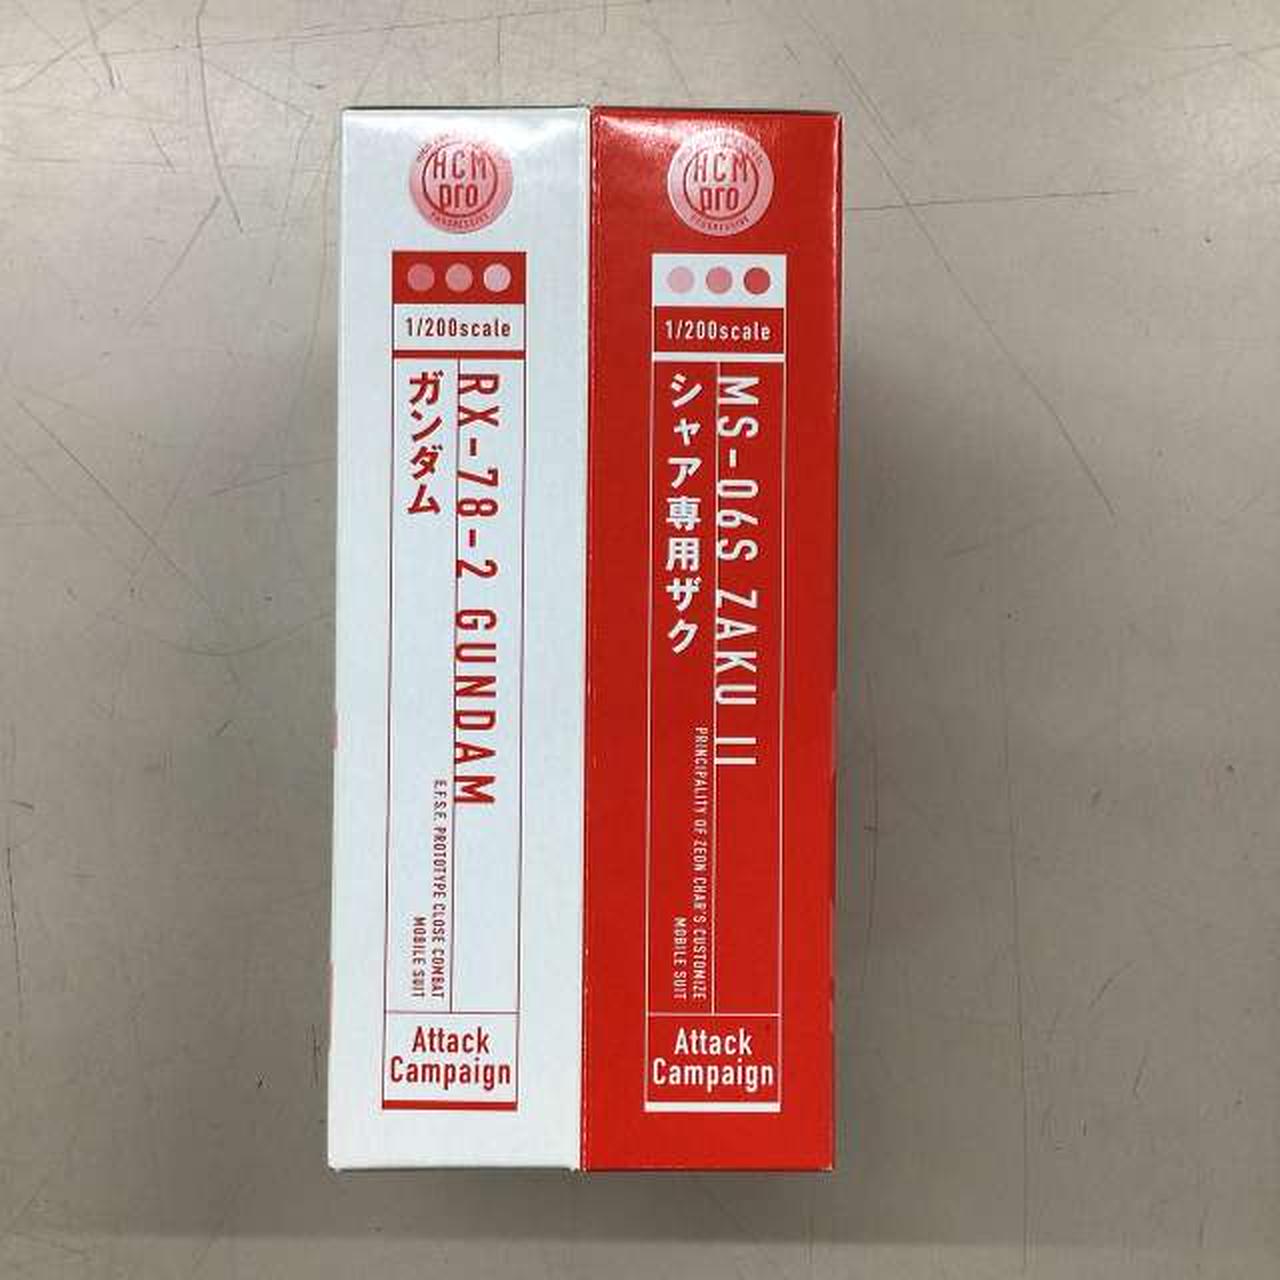 HCM
pro
PROGRESSIVE
1/200scale
RX-78-2 GUNDAM
ガンダム
E.F.S.F. PROTOTYPE CLOSE COMBAT
MOBILE SUIT
Attack
Campaign
HCM
pro
PROGRESSIVE
1/200scale
MS-06S ZAKU II
シャア専用ザク
PRINCIPALITY OF ZEON CHAR'S CUSTOMIZE
MOBILE SUIT
Attack
Campaign